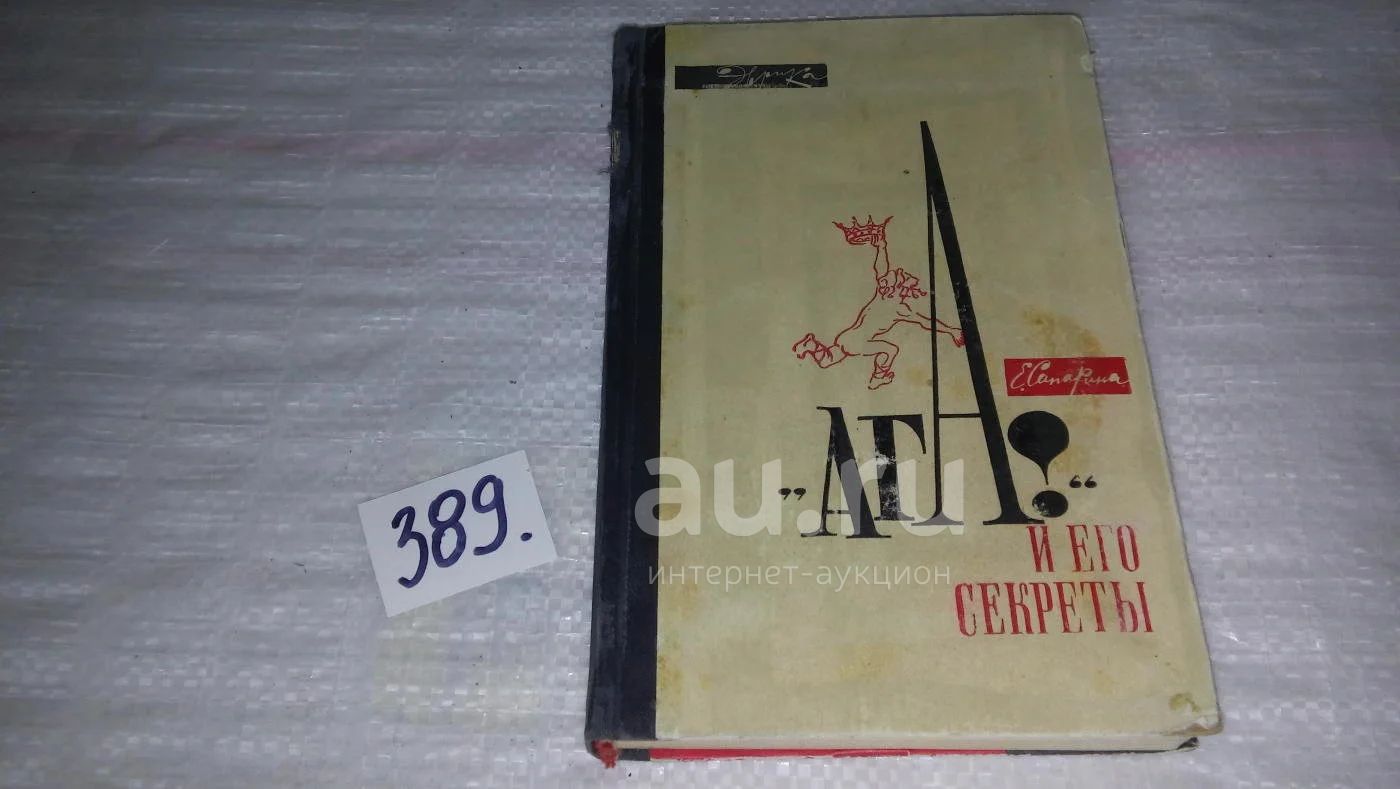 Эврика
Е. Сапарина
„АГА!“
И ЕГО
СЕКРЕТЫ
389.
au.ru
интернет-аукцион